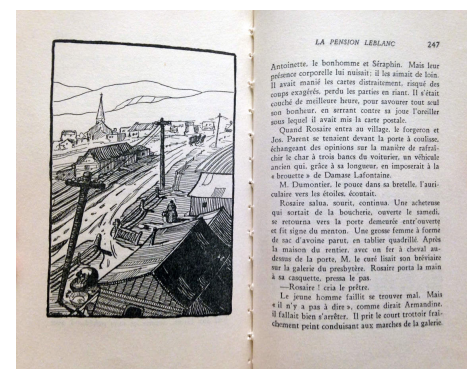 LA PENSION LEBLANC 247
Antoinette, le bonhomme et Séraphin. Mais leur
présence corporelle lui nuisait: il les aimait de loin.
Il avait manié les cartes distraitement, risqué des
coups exagérés, perdu les parties en riant. Il s'était
couché de meilleure heure, pour savourer tout seul
son bonheur, en serrant contre sa joue l'oreiller
sous lequel il avait mis la carte postale.
Quand Rosaire entra au village, le forgeron et
Jos. Parent se tenaient devant la porte à coulisse,
échangeant des opinions sur la manière de rafraî-
chir le char à trois bancs du voiturier, un véhicule
ancien qui, grâce à sa longueur, en imposerait à la
« brouette » de Damase Lafontaine.
M. Dumontier, le pouce dans sa bretelle, l'auri-
culaire vers les étoiles, écoutait.
Rosaire salua, sourit, continua. Une acheteuse
qui sortait de la boucherie, ouverte le samedi,
se retourna vers la porte demeurée entr'ouverte
et fit signe du menton. Une grosse femme à forme
de sac d'avoine parut, en tablier quadrillé. Après
la maison du rentier, avec un fer à cheval au-
dessus de la porte, M. le curé lisait son bréviaire
sur la galerie du presbytère. Rosaire porta la main
à sa casquette, pressa le pas.
—Rosaire ! cria le prêtre.
Le jeune homme faillit se trouver mal. Mais
« il n'y a pas à dire », comme dirait Armandine,
il fallait bien s'arrêter. Il prit le court trottoir fraî-
chement peint conduisant aux marches de la galerie.